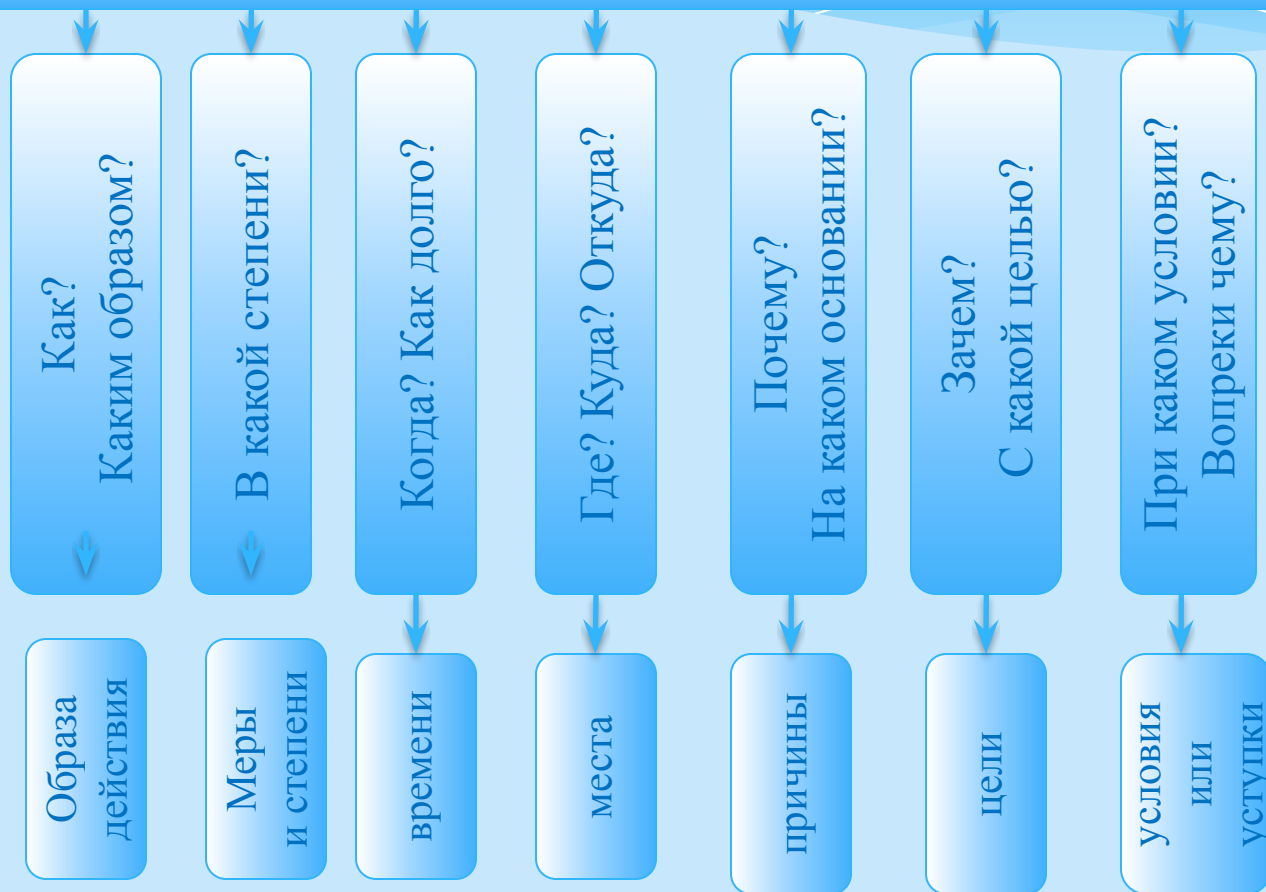 Как?
Каким образом?
В какой степени?
Когда? Как долго?
Где? Куда? Откуда?
Почему?
На каком основании?
Зачем?
С какой целью?
При каком условии?
Вопреки чему?
Образа
действия
Меры
и степени
времени
места
причины
цели
условия
или
уступки